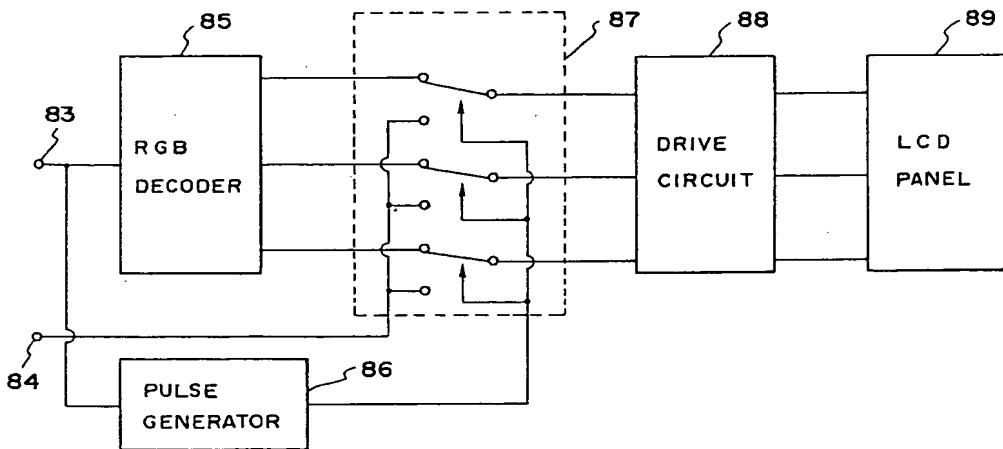 85
87
88
89
83
RGB
DECODER
DRIVE
CIRCUIT
LCD
PANEL
84
86
PULSE
GENERATOR